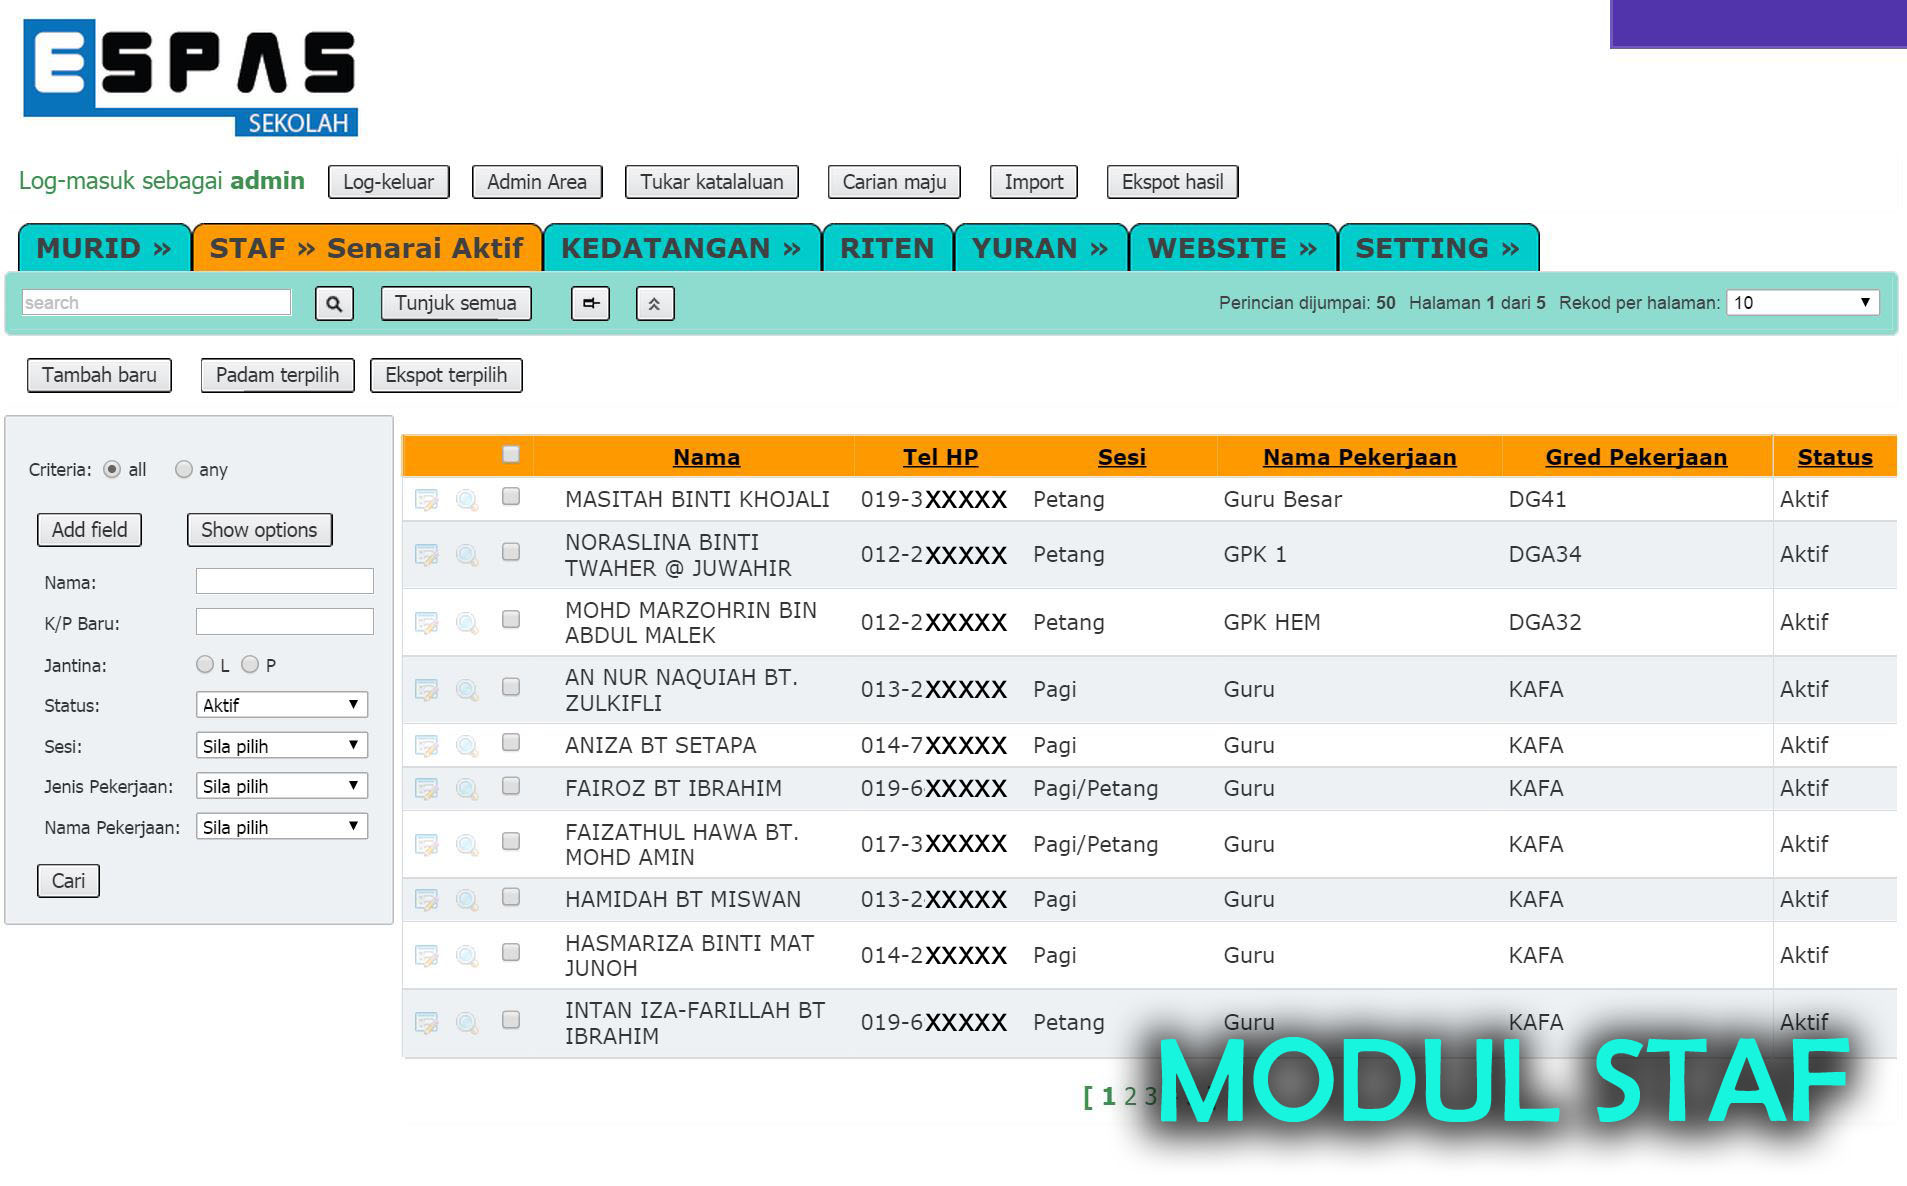 ESPAS
SEKOLAH
Log-masuk sebagai admin Log-keluar Admin Area Tukar katalaluan Carian maju Import Ekspot hasil
MURID » STAF » Senarai Aktif KEDATANGAN » RITEN YURAN » WEBSITE » SETTING »
search Tunjuk semua Perincian dijumpai: 50 Halaman 1 dari 5 Rekod per halaman: 10
Tambah baru Padam terpilih Ekspot terpilih
Criteria: all any
Add field Show options
Nama:
K/P Baru:
Jantina: L P
Status: Aktif
Sesi: Sila pilih
Jenis Pekerjaan: Sila pilih
Nama Pekerjaan: Sila pilih
Cari
Nama Tel HP Sesi Nama Pekerjaan Gred Pekerjaan Status
MASITAH BINTI KHOJALI 019-3XXXXX Petang Guru Besar DG41 Aktif
NORASLINA BINTI
TWAHER @ JUWAHIR 012-2XXXXX Petang GPK 1 DGA34 Aktif
MOHD MARZOHRIN BIN
ABDUL MALEK 012-2XXXXX Petang GPK HEM DGA32 Aktif
AN NUR NAQUIAH BT.
ZULKIFLI 013-2XXXXX Pagi Guru KAFA Aktif
ANIZA BT SETAPA 014-7XXXXX Pagi Guru KAFA Aktif
FAIROZ BT IBRAHIM 019-6XXXXX Pagi/Petang Guru KAFA Aktif
FAIZATHUL HAWA BT.
MOHD AMIN 017-3XXXXX Pagi/Petang Guru KAFA Aktif
HAMIDAH BT MISWAN 013-2XXXXX Pagi Guru KAFA Aktif
HASMARIZA BINTI MAT
JUNOH 014-2XXXXX Pagi Guru KAFA Aktif
INTAN IZA-FARILLAH BT
IBRAHIM 019-6XXXXX Petang Guru KAFA Aktif
[ 1 2 3
MODUL STAF